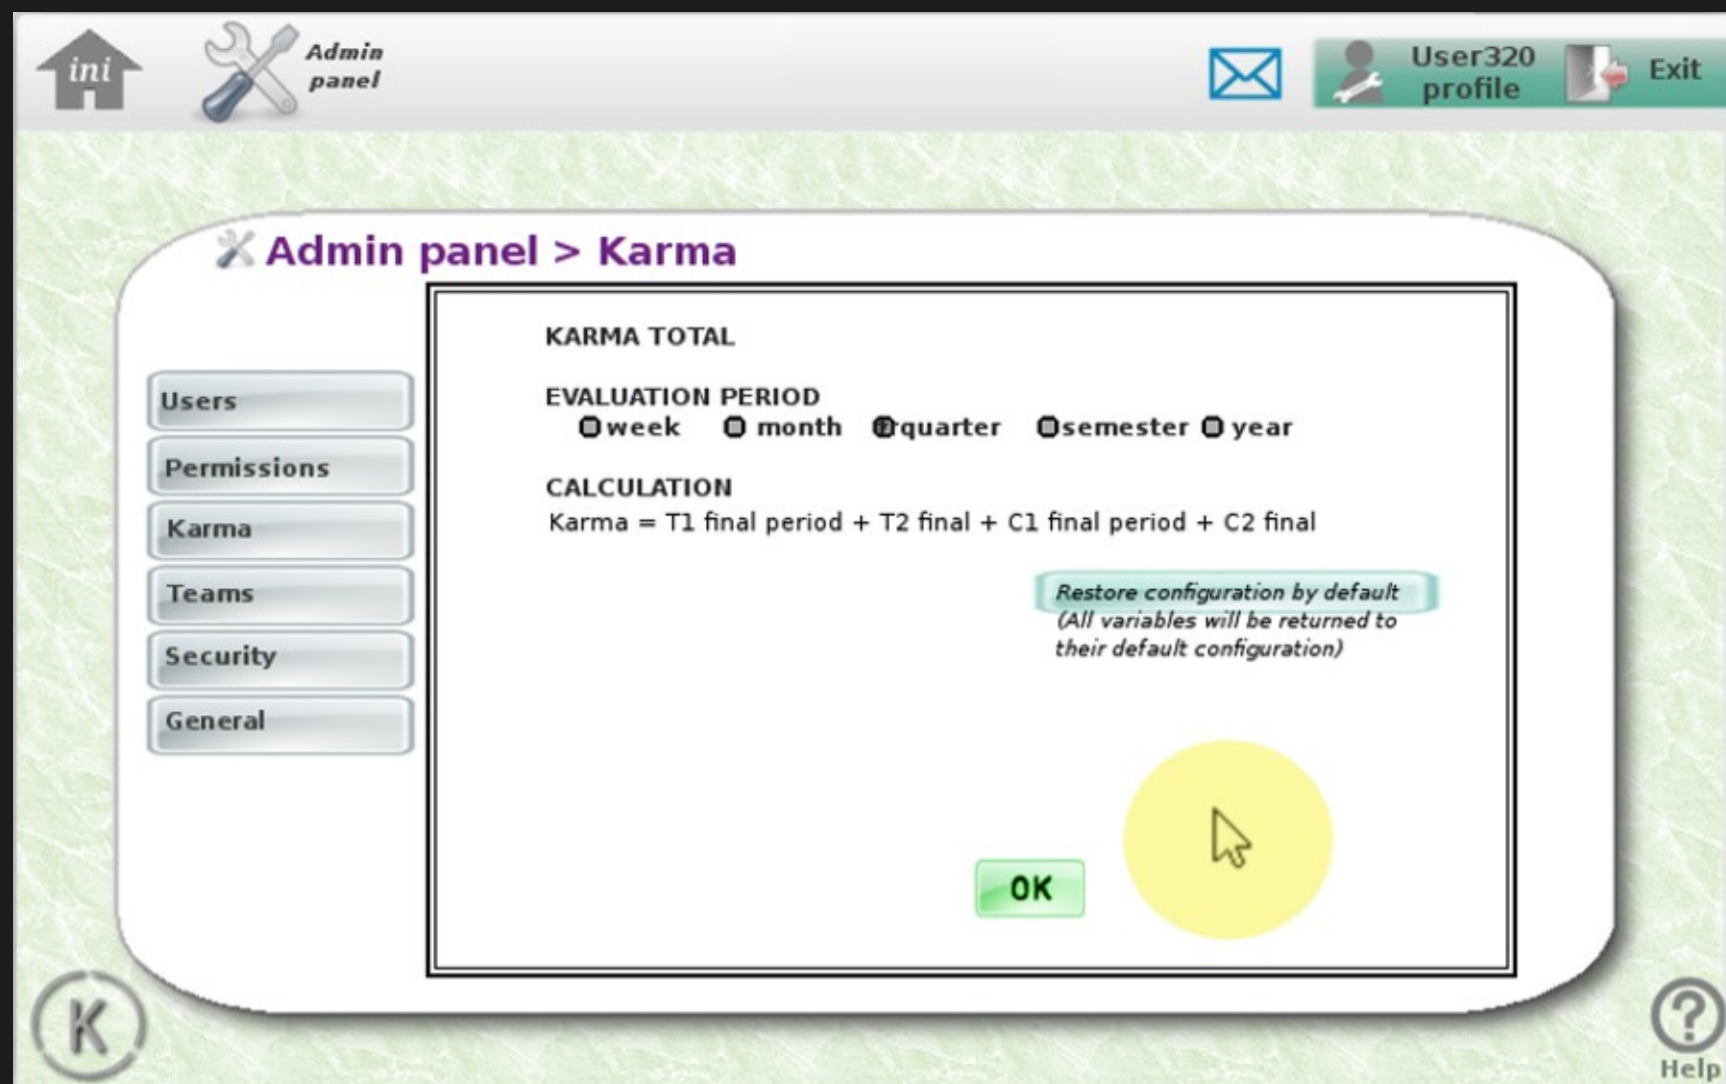 ini
Admin
panel
User320
profile
Exit
Admin panel > Karma
Users
Permissions
Karma
Teams
Security
General
KARMA TOTAL
EVALUATION PERIOD
week month quarter semester year
CALCULATION
Karma = T1 final period + T2 final + C1 final period + C2 final
Restore configuration by default
(All variables will be returned to
their default configuration)
OK
K
?
Help